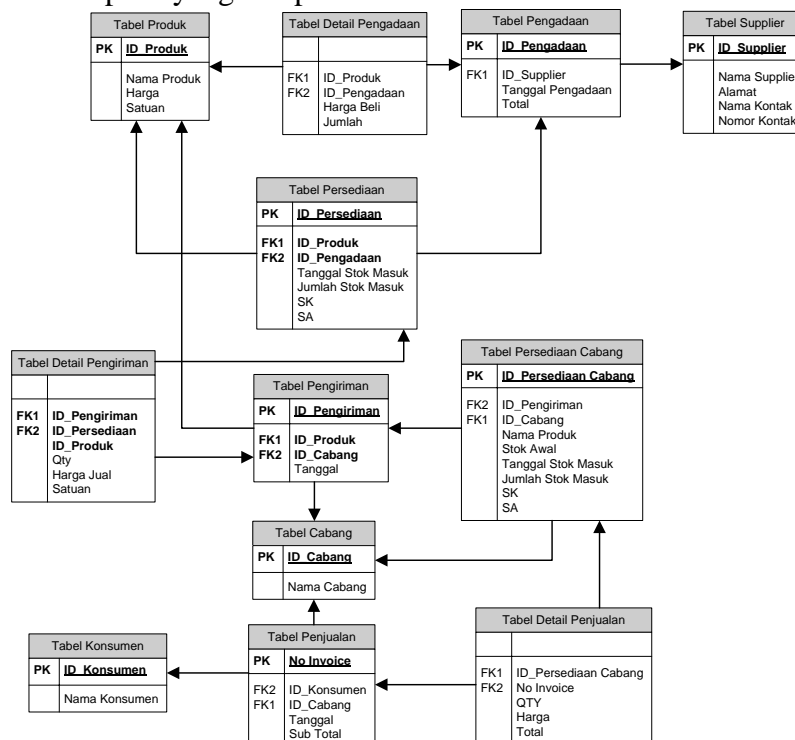 Tabel Produk
PK ID_Produk
Nama Produk
Harga
Satuan
Tabel Detail Pengadaan
FK1 ID_Produk
FK2 ID_Pengadaan
Harga Beli
Jumlah
Tabel Pengadaan
PK ID_Pengadaan
FK1 ID_Supplier
Tanggal Pengadaan
Total
Tabel Supplier
PK ID_Supplier
Nama Supplie
Alamat
Nama Kontak
Nomor Kontak
Tabel Persediaan
PK ID_Persediaan
FK1 ID_Produk
FK2 ID_Pengadaan
Tanggal Stok Masuk
Jumlah Stok Masuk
SK
SA
Tabel Detail Pengiriman
FK1 ID_Pengiriman
FK2 ID_Persediaan
ID_Produk
Qty
Harga Jual
Satuan
Tabel Pengiriman
PK ID_Pengiriman
FK1 ID_Produk
FK2 ID_Cabang
Tanggal
Tabel Persediaan Cabang
PK ID_Persediaan Cabang
FK2 ID_Pengiriman
FK1 ID_Cabang
Nama Produk
Stok Awal
Tanggal Stok Masuk
Jumlah Stok Masuk
SK
SA
Tabel Cabang
PK ID_Cabang
Nama Cabang
Tabel Konsumen
PK ID_Konsumen
Nama Konsumen
Tabel Penjualan
PK No Invoice
FK2 ID_Konsumen
FK1 ID_Cabang
Tanggal
Sub Total
Tabel Detail Penjualan
FK1 ID_Persediaan Cabang
FK2 No Invoice
QTY
Harga
Total